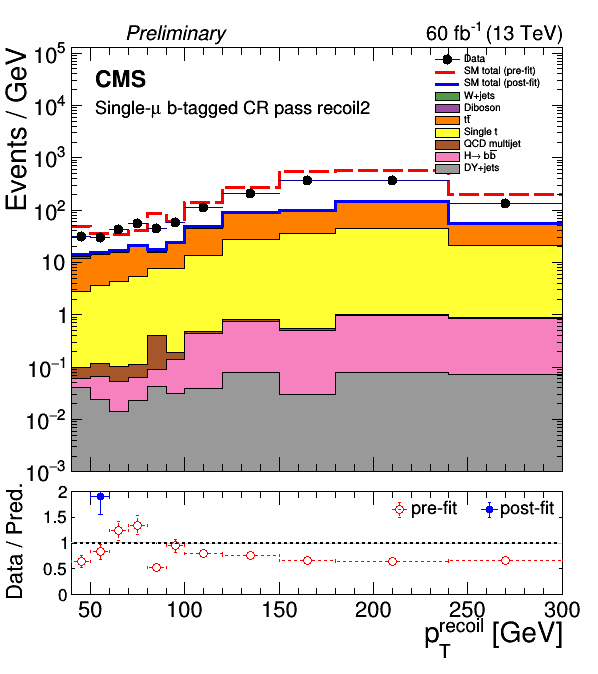 Preliminary 60 fb⁻¹ (13 TeV)
CMS
Single-μ b-tagged CR pass recoil2
Data
SM total (pre-fit)
SM total (post-fit)
W+jets
Diboson
tt̄
Single t
QCD multijet
H→ bb̄
DY+jets
Events / GeV
10⁵
10⁴
10³
10²
10
1
10⁻¹
10⁻²
10⁻³
Data / Pred.
2
1.5
1
0.5
0
pre-fit post-fit
50 100 150 200 250 300
p_T^recoil [GeV]